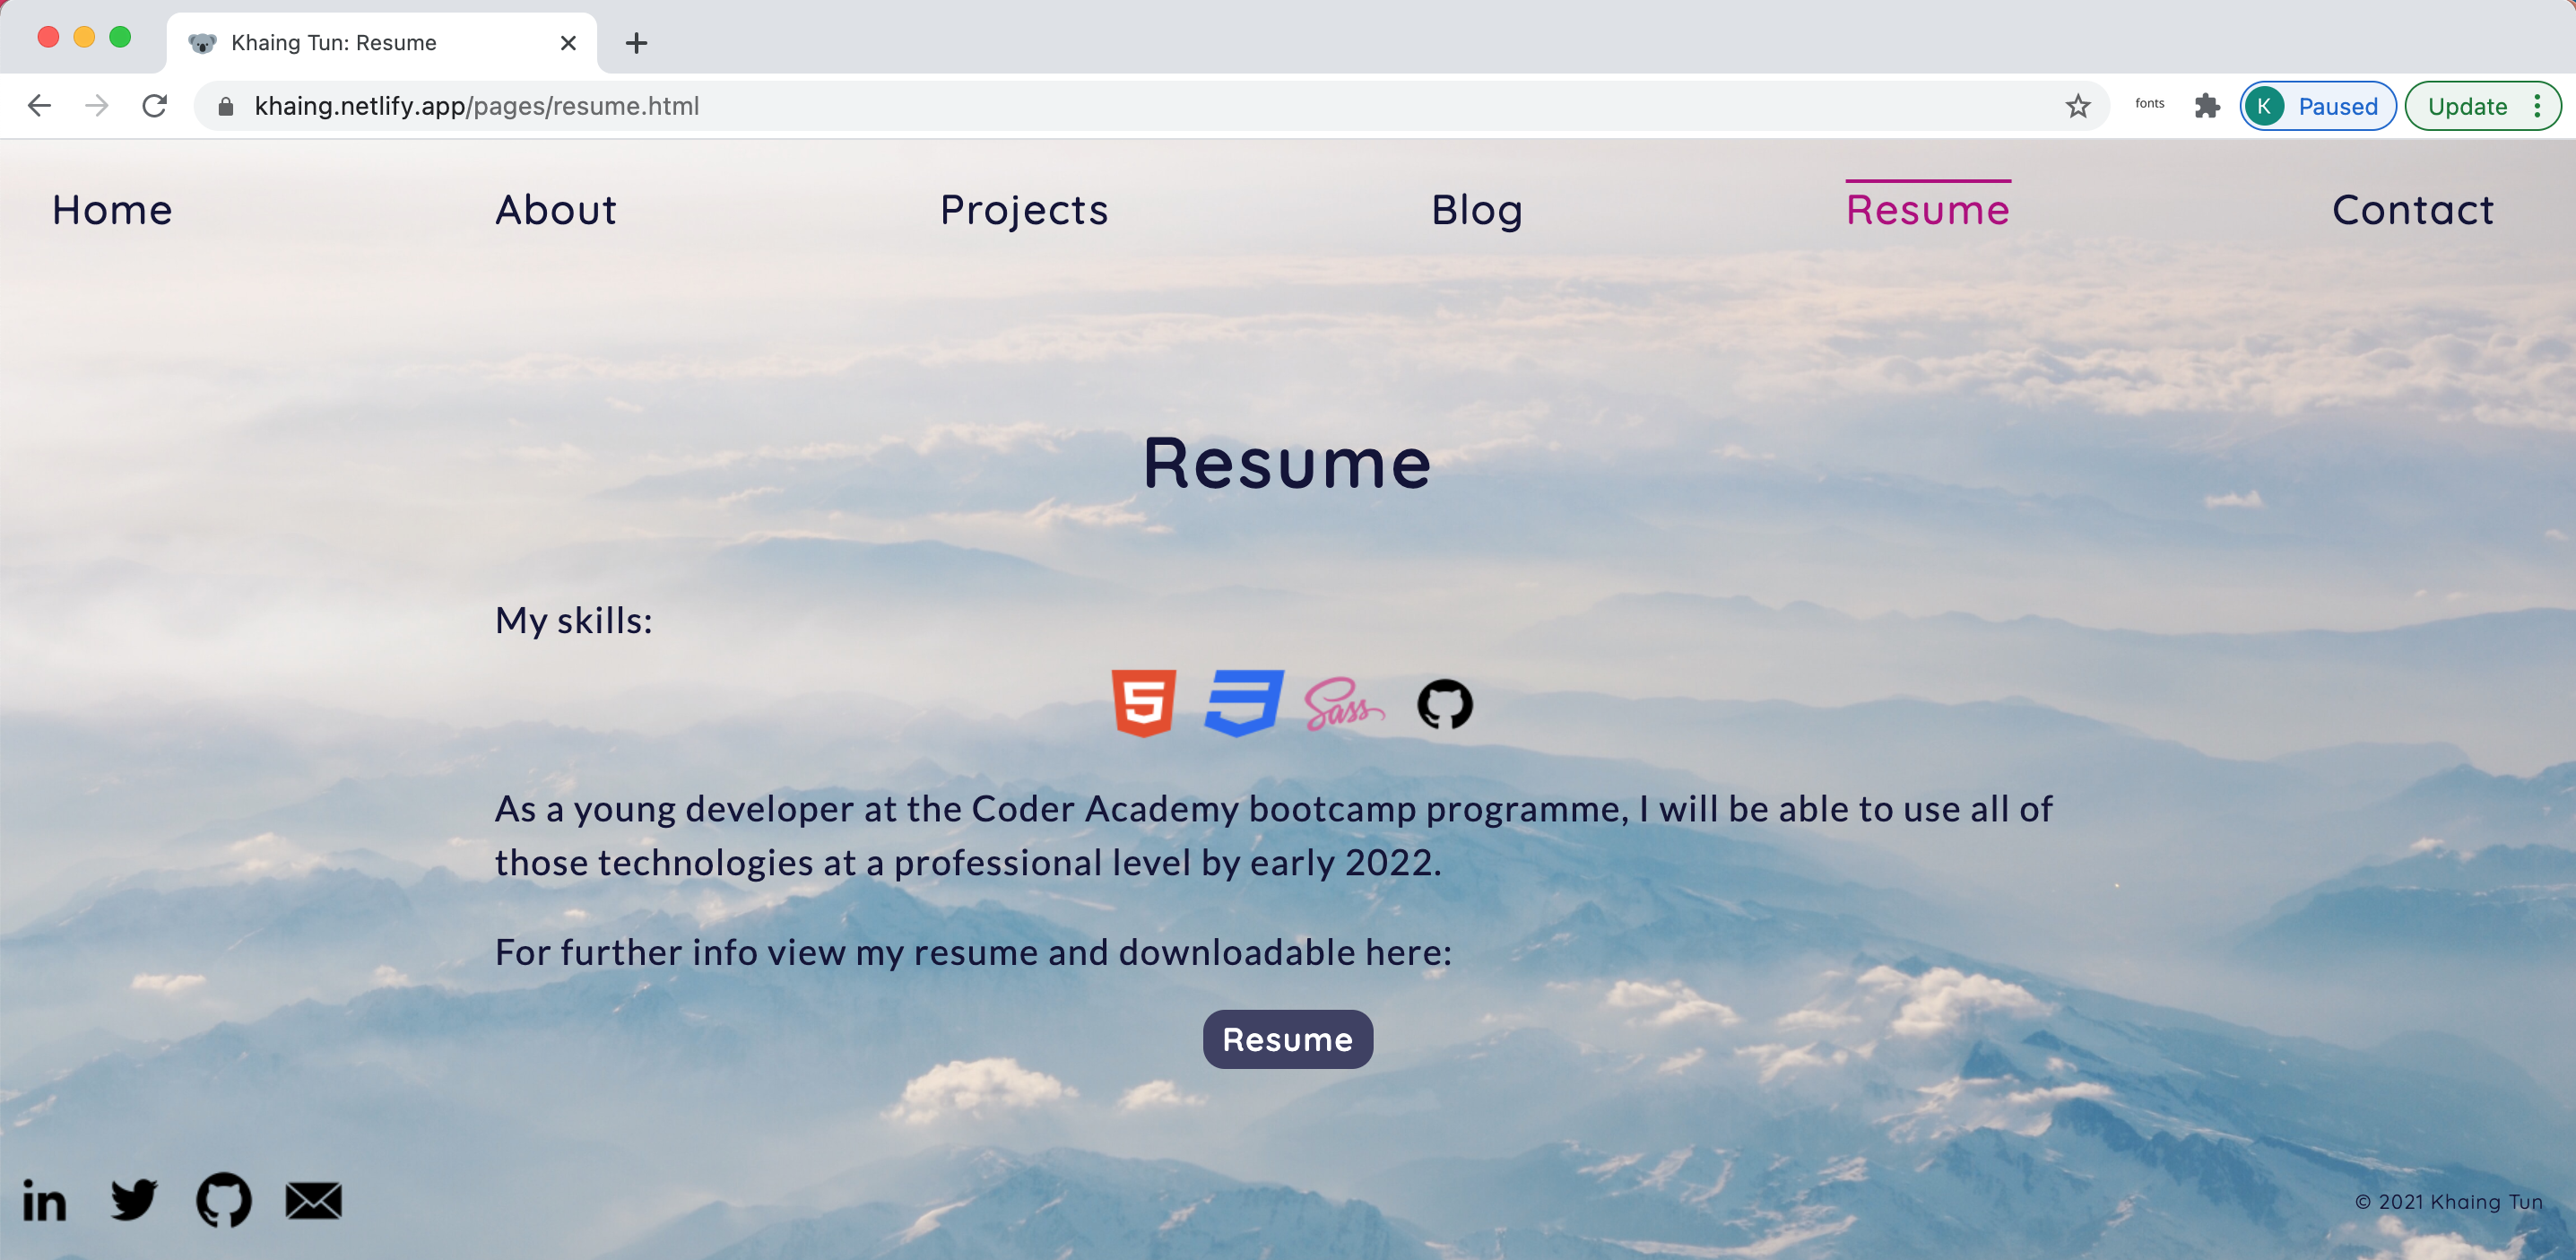 Khaing Tun: Resume
khaing.netlify.app/pages/resume.html
fonts
K
Paused
Update
Home
About
Projects
Blog
Resume
Contact
Resume
My skills:
5
Sass
As a young developer at the Coder Academy bootcamp programme, I will be able to use all of
those technologies at a professional level by early 2022.
For further info view my resume and downloadable here:
Resume
in
© 2021 Khaing Tun